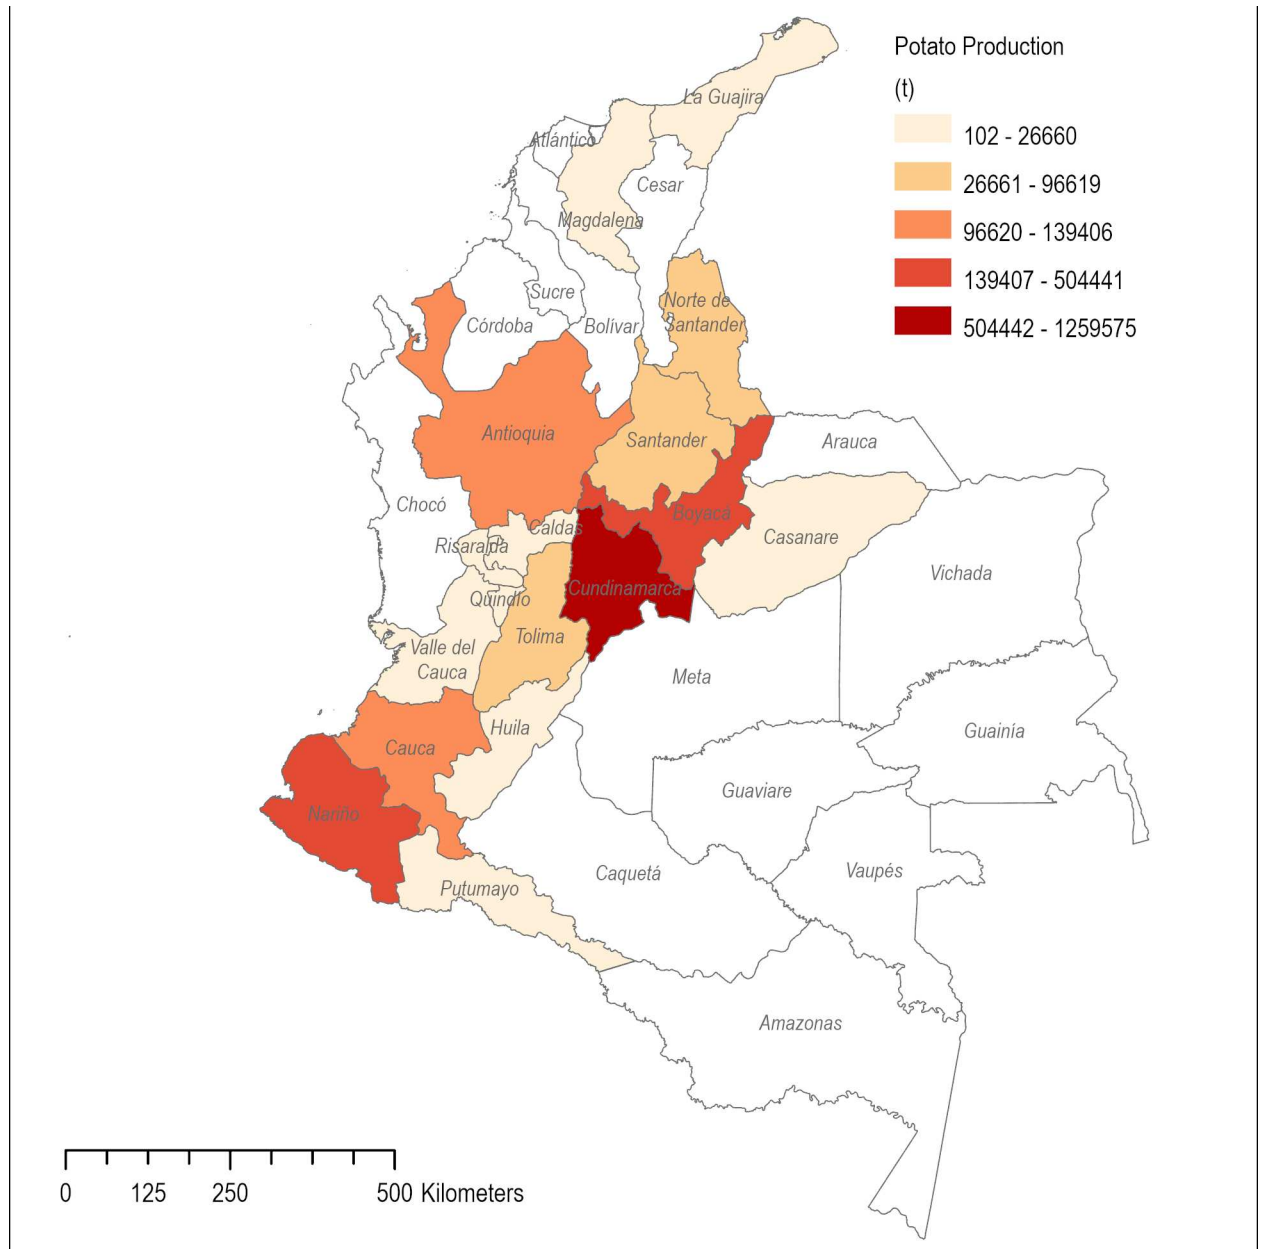 Potato Production
(t)
102 - 26660
26661 - 96619
96620 - 139406
139407 - 504441
504442 - 1259575
La Guajira
Atlántico
Cesar
Magdalena
Sucre
Norte de
Santander
Córdoba
Bolívar
Antioquia
Santander
Arauca
Chocó
Boyacá
Caldas
Casanare
Risaralda
Vichada
Cundinamarca
Quindío
Tolima
Valle del
Cauca
Meta
Huila
Guainía
Cauca
Guaviare
Nariño
Caquetá
Vaupés
Putumayo
Amazonas
0 125 250 500 Kilometers